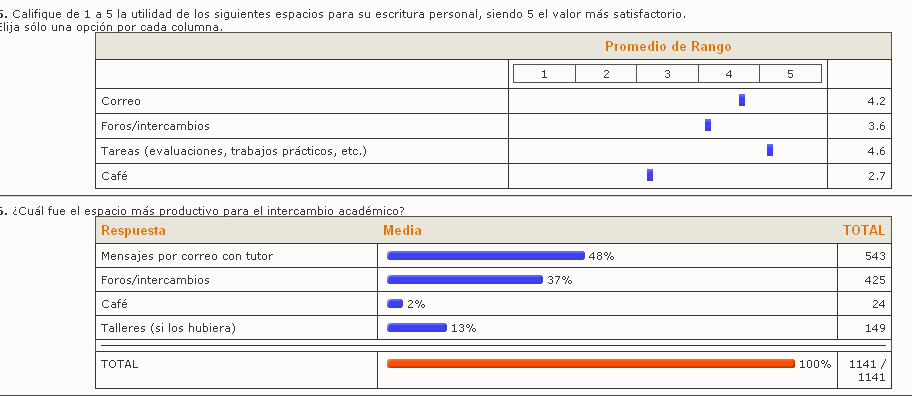 5. Califique de 1 a 5 la utilidad de los siguientes espacios para su escritura personal, siendo 5 el valor más satisfactorio.
Elija sólo una opción por cada columna.
Promedio de Rango
1 2 3 4 5
Correo 4.2
Foros/intercambios 3.6
Tareas (evaluaciones, trabajos prácticos, etc.) 4.6
Café 2.7
6. ¿Cuál fue el espacio más productivo para el intercambio académico?
Respuesta Media TOTAL
Mensajes por correo con tutor 48% 543
Foros/intercambios 37% 425
Café 2% 24
Talleres (si los hubiera) 13% 149
TOTAL 100% 1141 /
1141